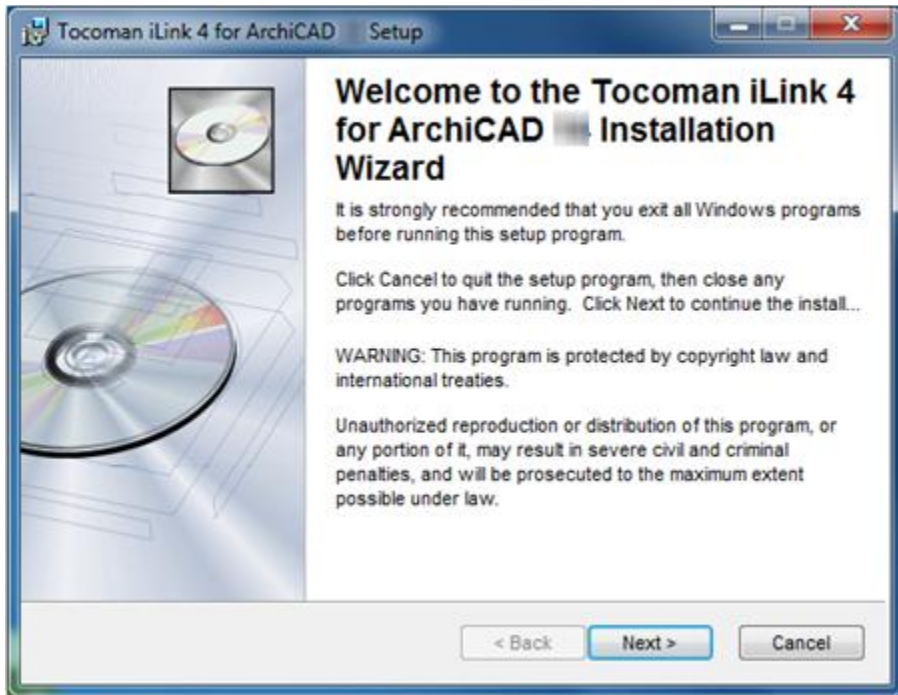 Tocoman iLink 4 for ArchiCAD Setup
Welcome to the Tocoman iLink 4
for ArchiCAD Installation
Wizard
It is strongly recommended that you exit all Windows programs
before running this setup program.
Click Cancel to quit the setup program, then close any
programs you have running. Click Next to continue the install...
WARNING: This program is protected by copyright law and
international treaties.
Unauthorized reproduction or distribution of this program, or
any portion of it, may result in severe civil and criminal
penalties, and will be prosecuted to the maximum extent
possible under law.
< Back Next > Cancel